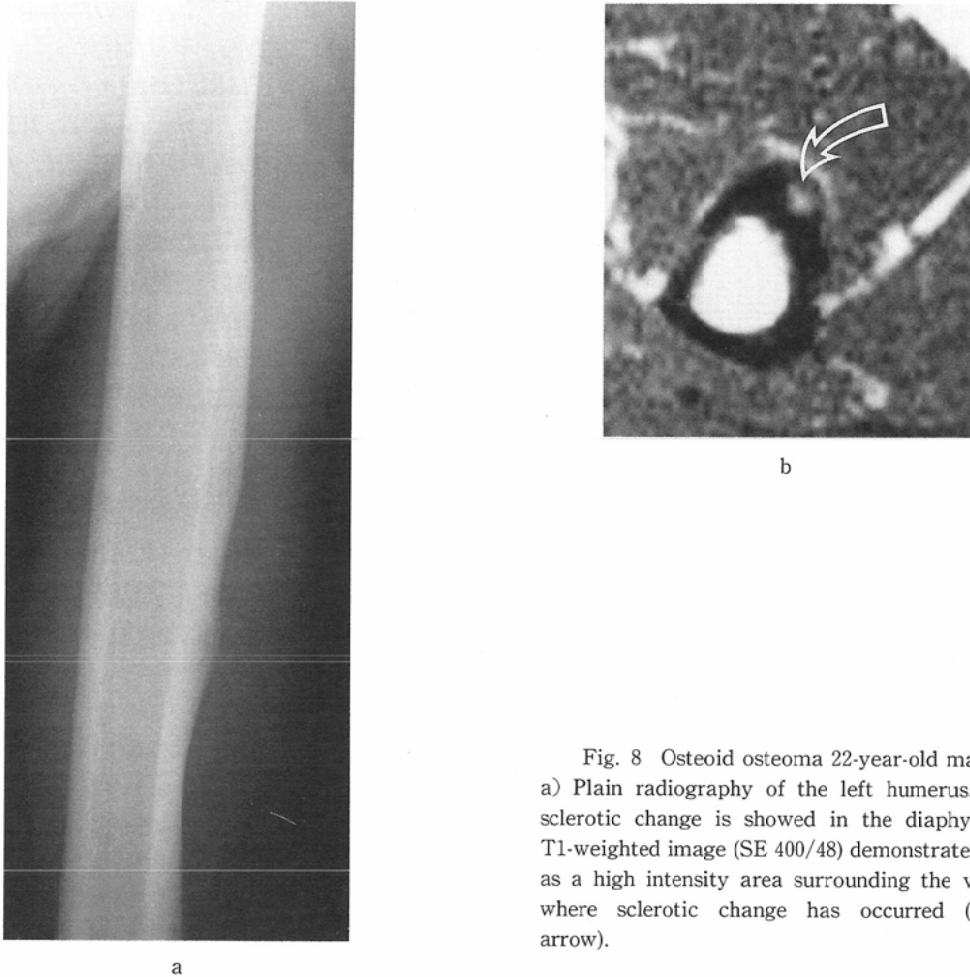 b
Fig. 8 Osteoid osteoma 22-year-old ma
a) Plain radiography of the left humerus.
sclerotic change is showed in the diaphy
T1-weighted image (SE 400/48) demonstrate
as a high intensity area surrounding the v
where sclerotic change has occurred (
arrow).
a